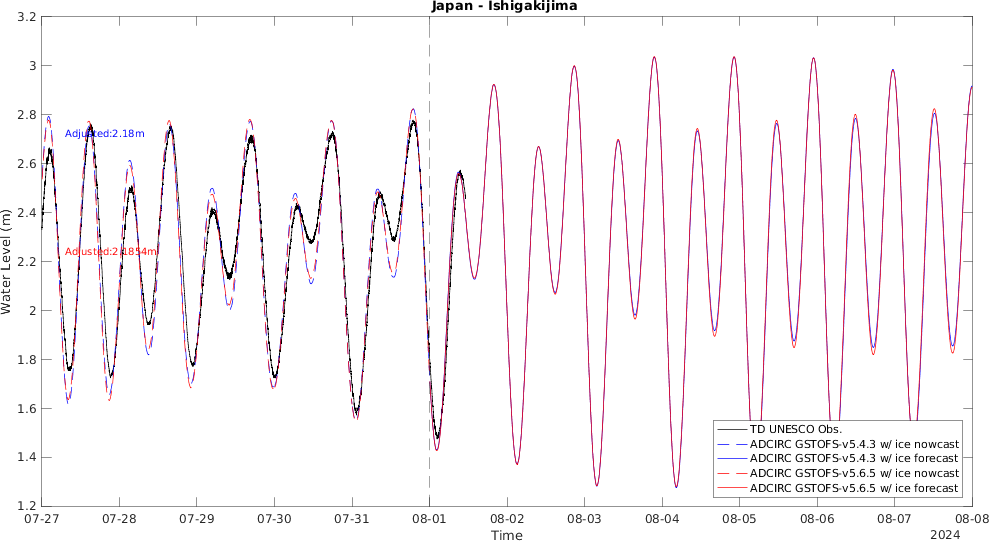 Japan - Ishigakijima
3.2
3
2.8
2.6
2.4
2.2
2
1.8
1.6
1.4
1.2
Water Level (m)
Adjusted:2.18m
Adjusted:2.1854m
TD UNESCO Obs.
ADCIRC GSTOFS-v5.4.3 w/ ice nowcast
ADCIRC GSTOFS-v5.4.3 w/ ice forecast
ADCIRC GSTOFS-v5.6.5 w/ ice nowcast
ADCIRC GSTOFS-v5.6.5 w/ ice forecast
07-27 07-28 07-29 07-30 07-31 08-01 08-02 08-03 08-04 08-05 08-06 08-07 08-08
Time
2024